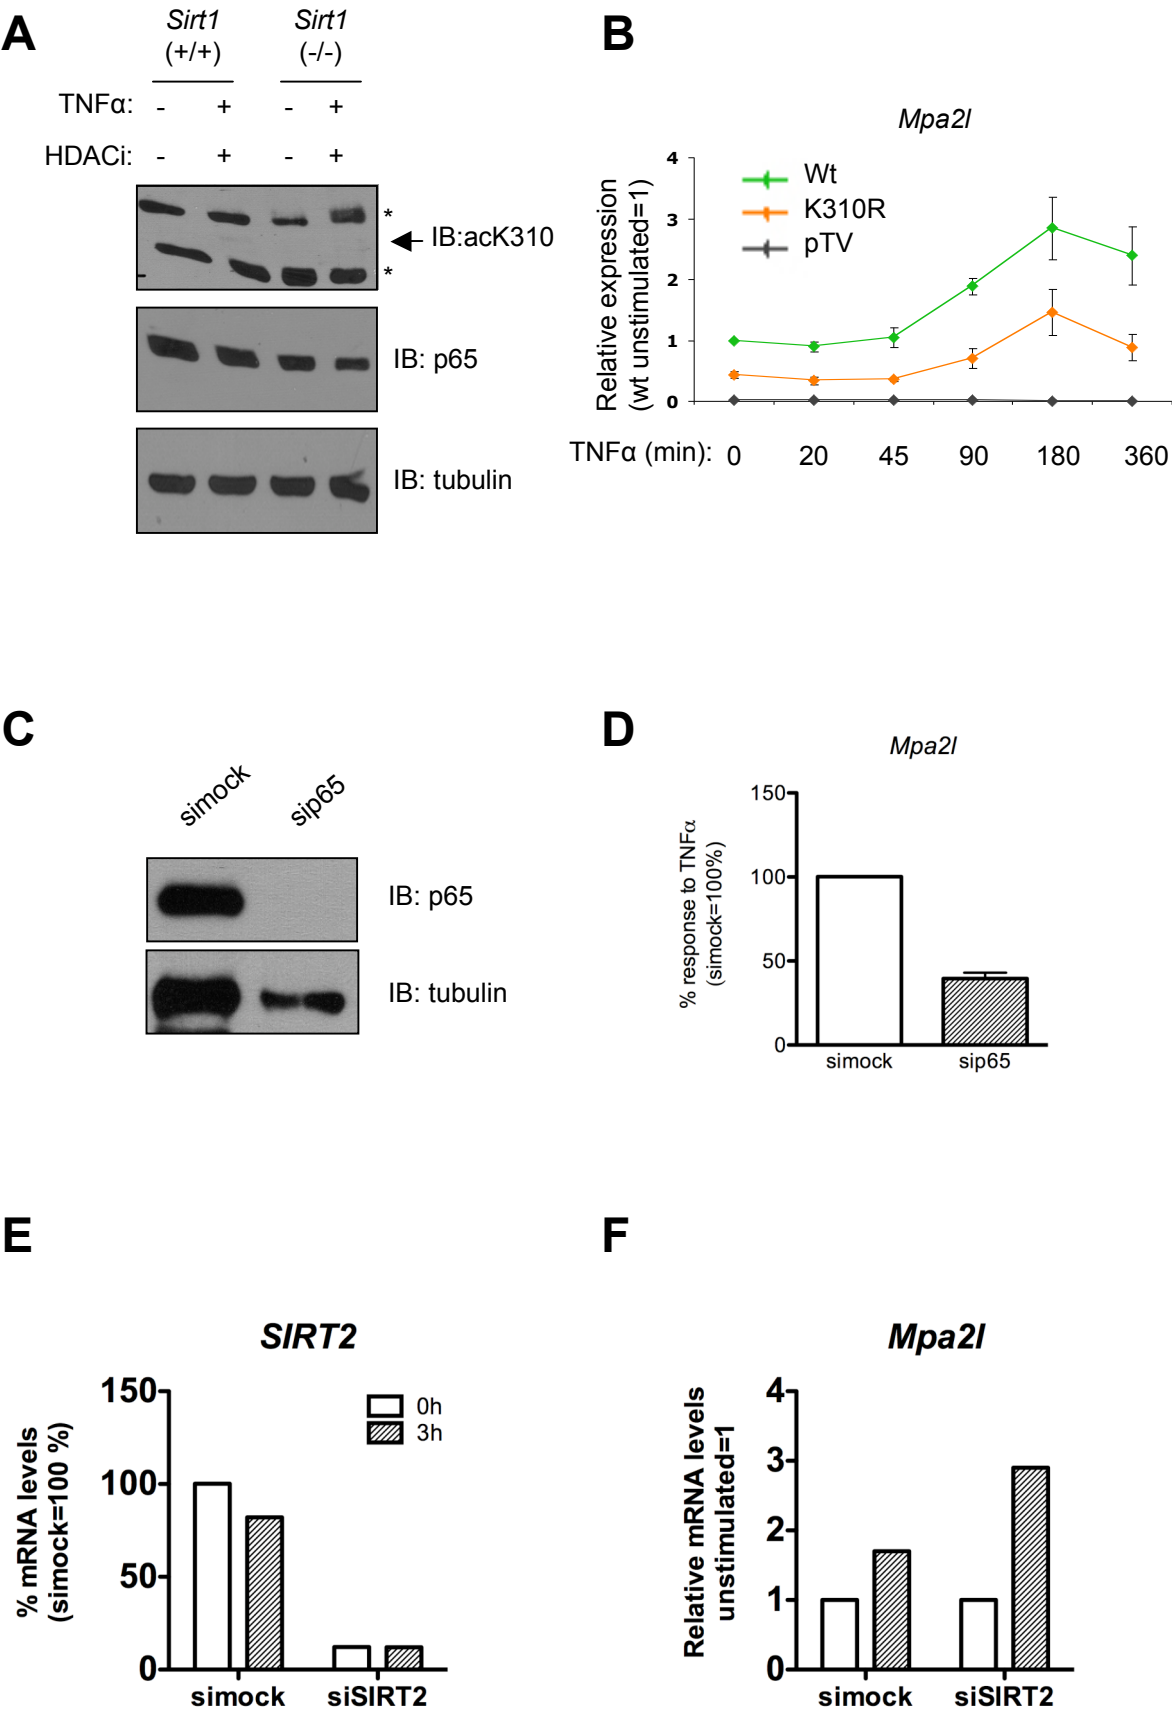 A
Sirt1 Sirt1
(+/+) (-/-)
TNFα: - + - +
HDACi: - + - +
*
IB:acK310
*
IB: p65
IB: tubulin
B
Mpa2l
Relative expression
(wt unstimulated=1)
4
3
2
1
0
Wt
K310R
pTV
TNFα (min): 0 20 45 90 180 360
C
simock sip65
IB: p65
IB: tubulin
D
Mpa2l
% response to TNFα
(simock=100%)
150
100
50
0
simock sip65
E
SIRT2
% mRNA levels
(simock=100 %)
150
100
50
0
0h
3h
simock siSIRT2
F
Mpa2l
Relative mRNA levels
unstimulated=1
4
3
2
1
0
simock siSIRT2